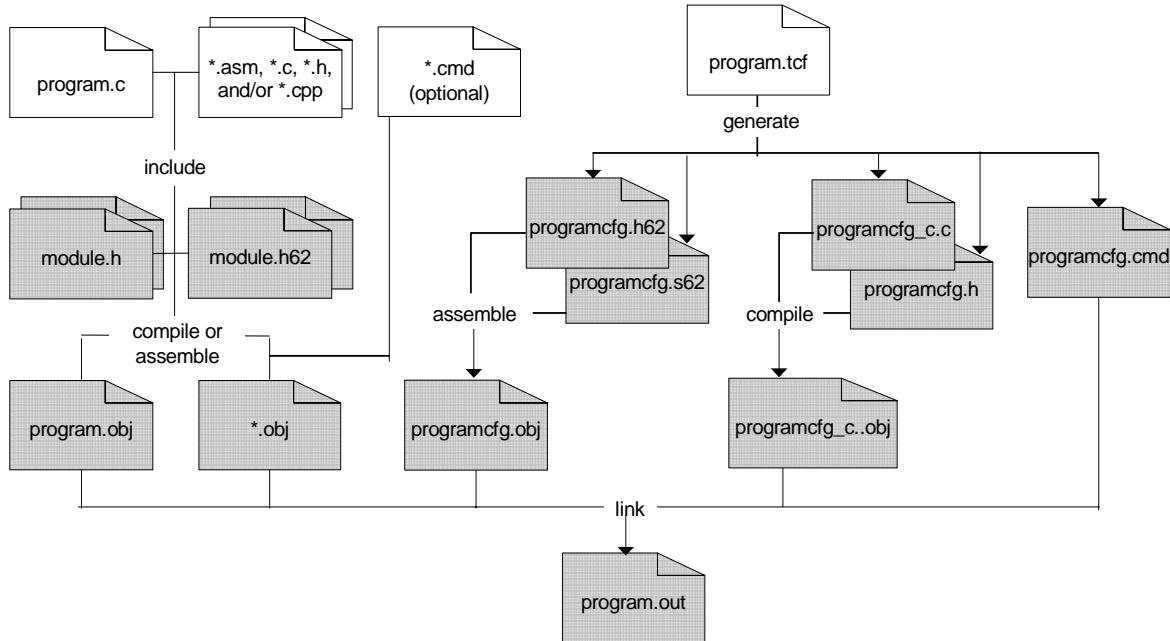 program.c
*.asm, *.c, *.h,
and/or *.cpp
*.cmd
(optional)
program.tcf
generate
include
module.h
module.h62
programcfg.h62
programcfg.s62
programcfg_c.c
programcfg.h
programcfg.cmd
compile or
assemble
assemble
compile
program.obj
*.obj
programcfg.obj
programcfg_c..obj
link
program.out